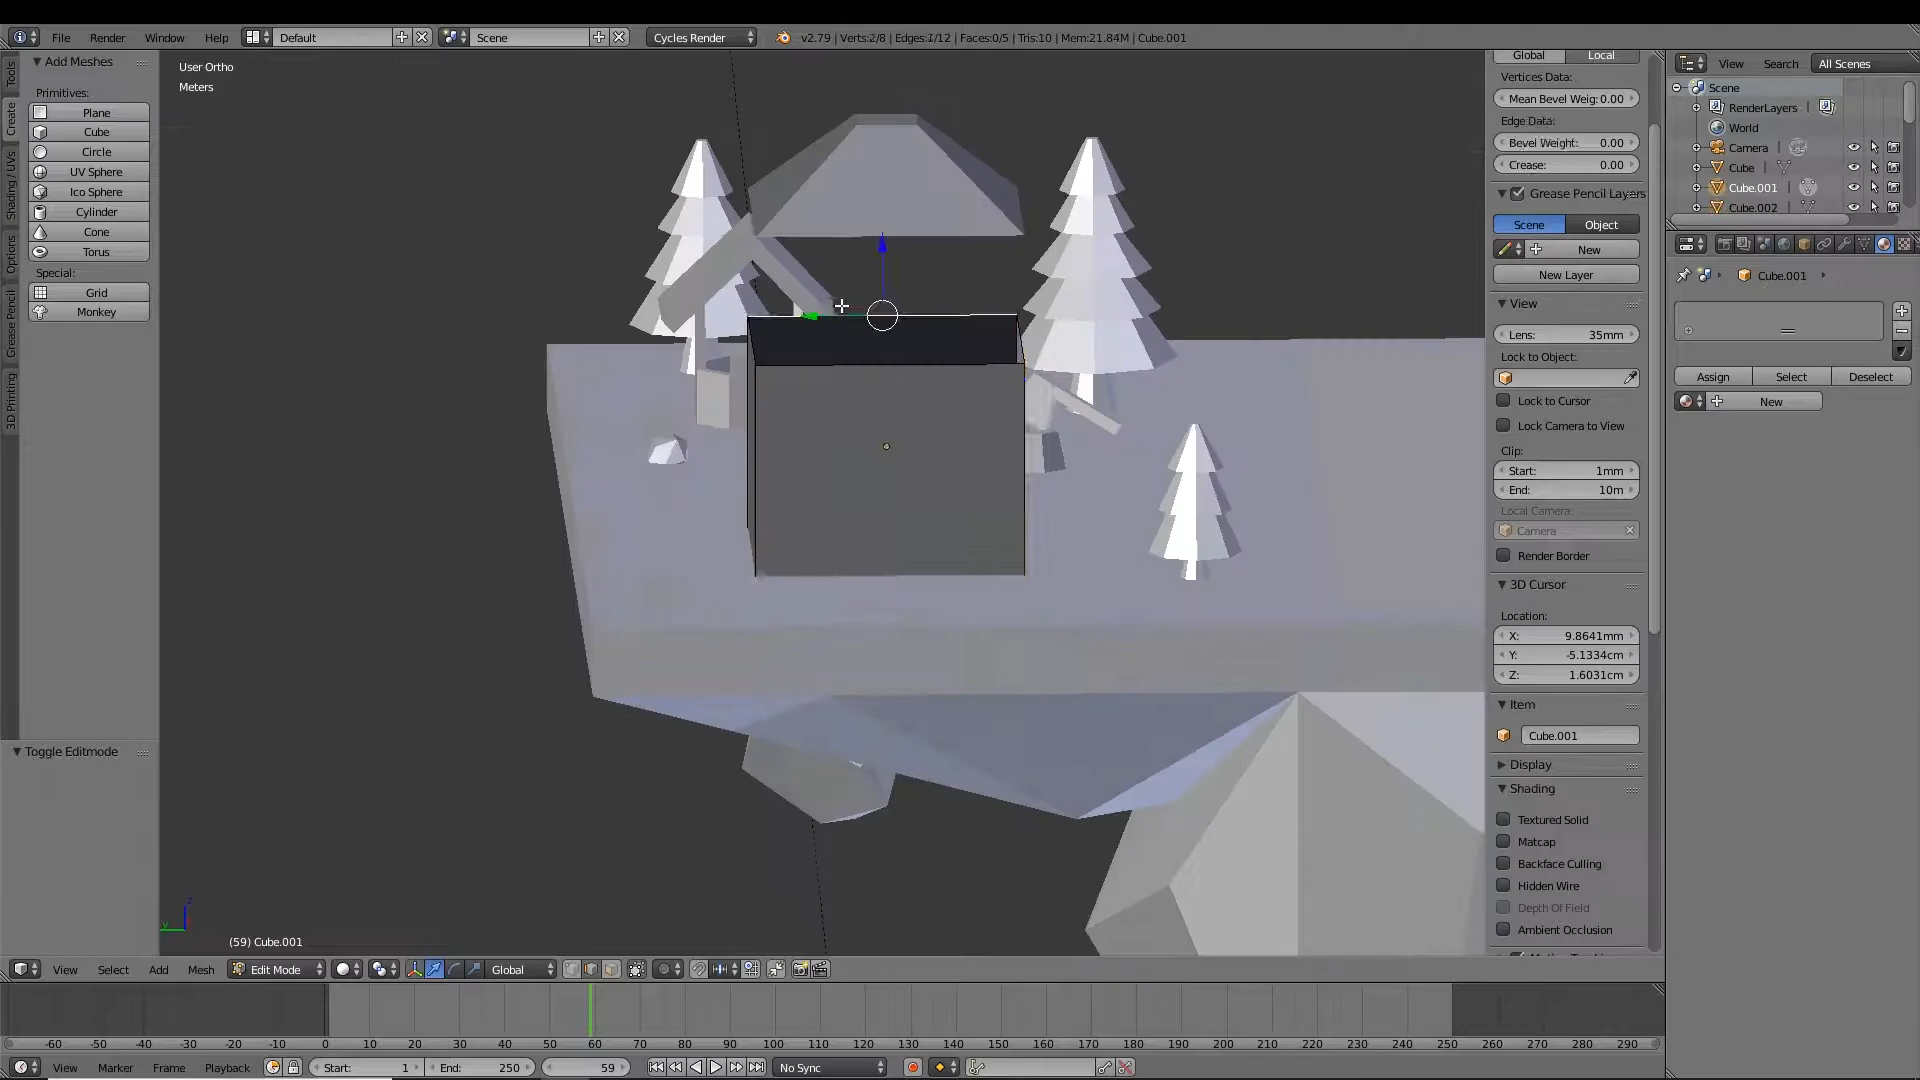 File Render Window Help Default Scene Cycles Render v2.79 | Verts:2/8 | Edges:1/12 | Faces:0/5 | Tris:10 | Mem:21.84M | Cube.001
Tools
Create
Shading / UVs
Options
Grease Pencil
3D Printing
Add Meshes
Primitives:
Plane
Cube
Circle
UV Sphere
Ico Sphere
Cylinder
Cone
Torus
Special:
Grid
Monkey
Toggle Editmode
User Ortho
Meters
(59) Cube.001
Global Local
Vertices Data:
Mean Bevel Weig: 0.00
Edge Data:
Bevel Weight: 0.00
Crease: 0.00
Grease Pencil Layers
Scene Object
New
New Layer
View
Lens: 35mm
Lock to Object:
Lock to Cursor
Lock Camera to View
Clip:
Start: 1mm
End: 10m
Local Camera:
Camera
Render Border
3D Cursor
Location:
X: 9.8641mm
Y: -5.1334cm
Z: 1.6031cm
Item
Cube.001
Display
Shading
Textured Solid
Matcap
Backface Culling
Hidden Wire
Depth Of Field
Ambient Occlusion
View Search All Scenes
Scene
RenderLayers
World
Camera
Cube
Cube.001
Cube.002
Cube.001
Assign Select Deselect
New
View Select Add Mesh Edit Mode Global
-60 -50 -40 -30 -20 -10 0 10 20 30 40 50 60 70 80 90 100 110 120 130 140 150 160 170 180 190 200 210 220 230 240 250 260 270 280 290
View Marker Frame Playback Start: 1 End: 250 59 No Sync